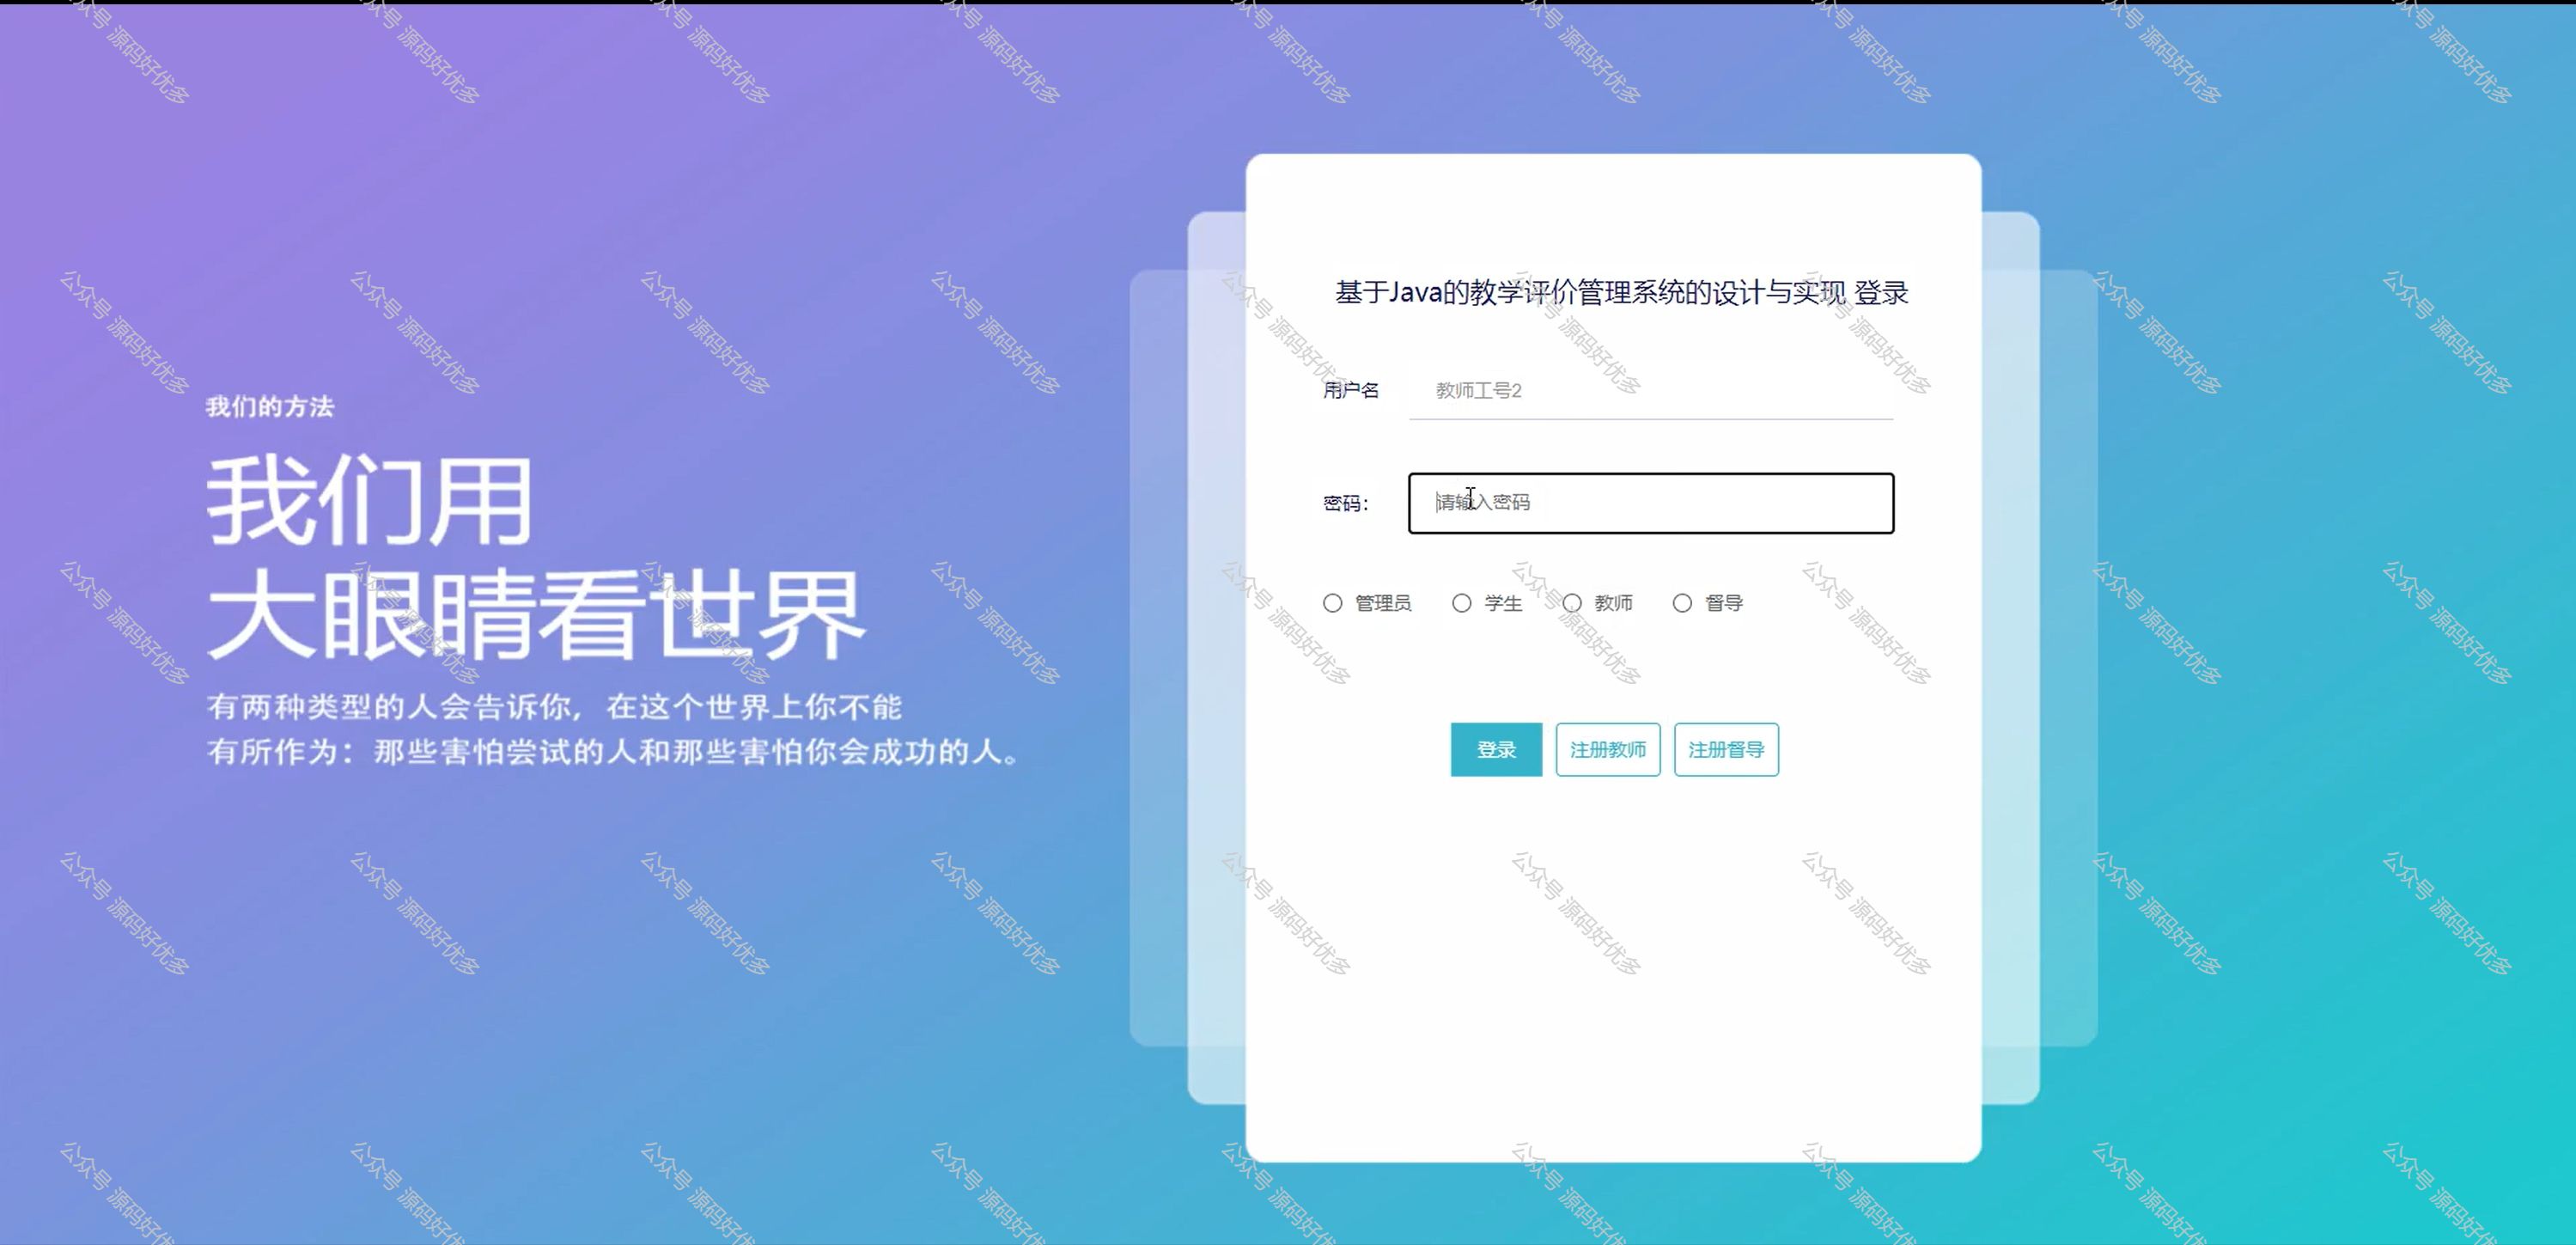 我们的方法
我们用
大眼睛看世界
有两种类型的人会告诉你，在这个世界上你不能
有所作为：那些害怕尝试的人和那些害怕你会成功的人。
基于Java的教学评价管理系统的设计与实现 登录
用户名 教师工号2
密码： 请输入密码
管理员 学生 教师 督导
登录 注册教师 注册督导
公众号 源码好优多